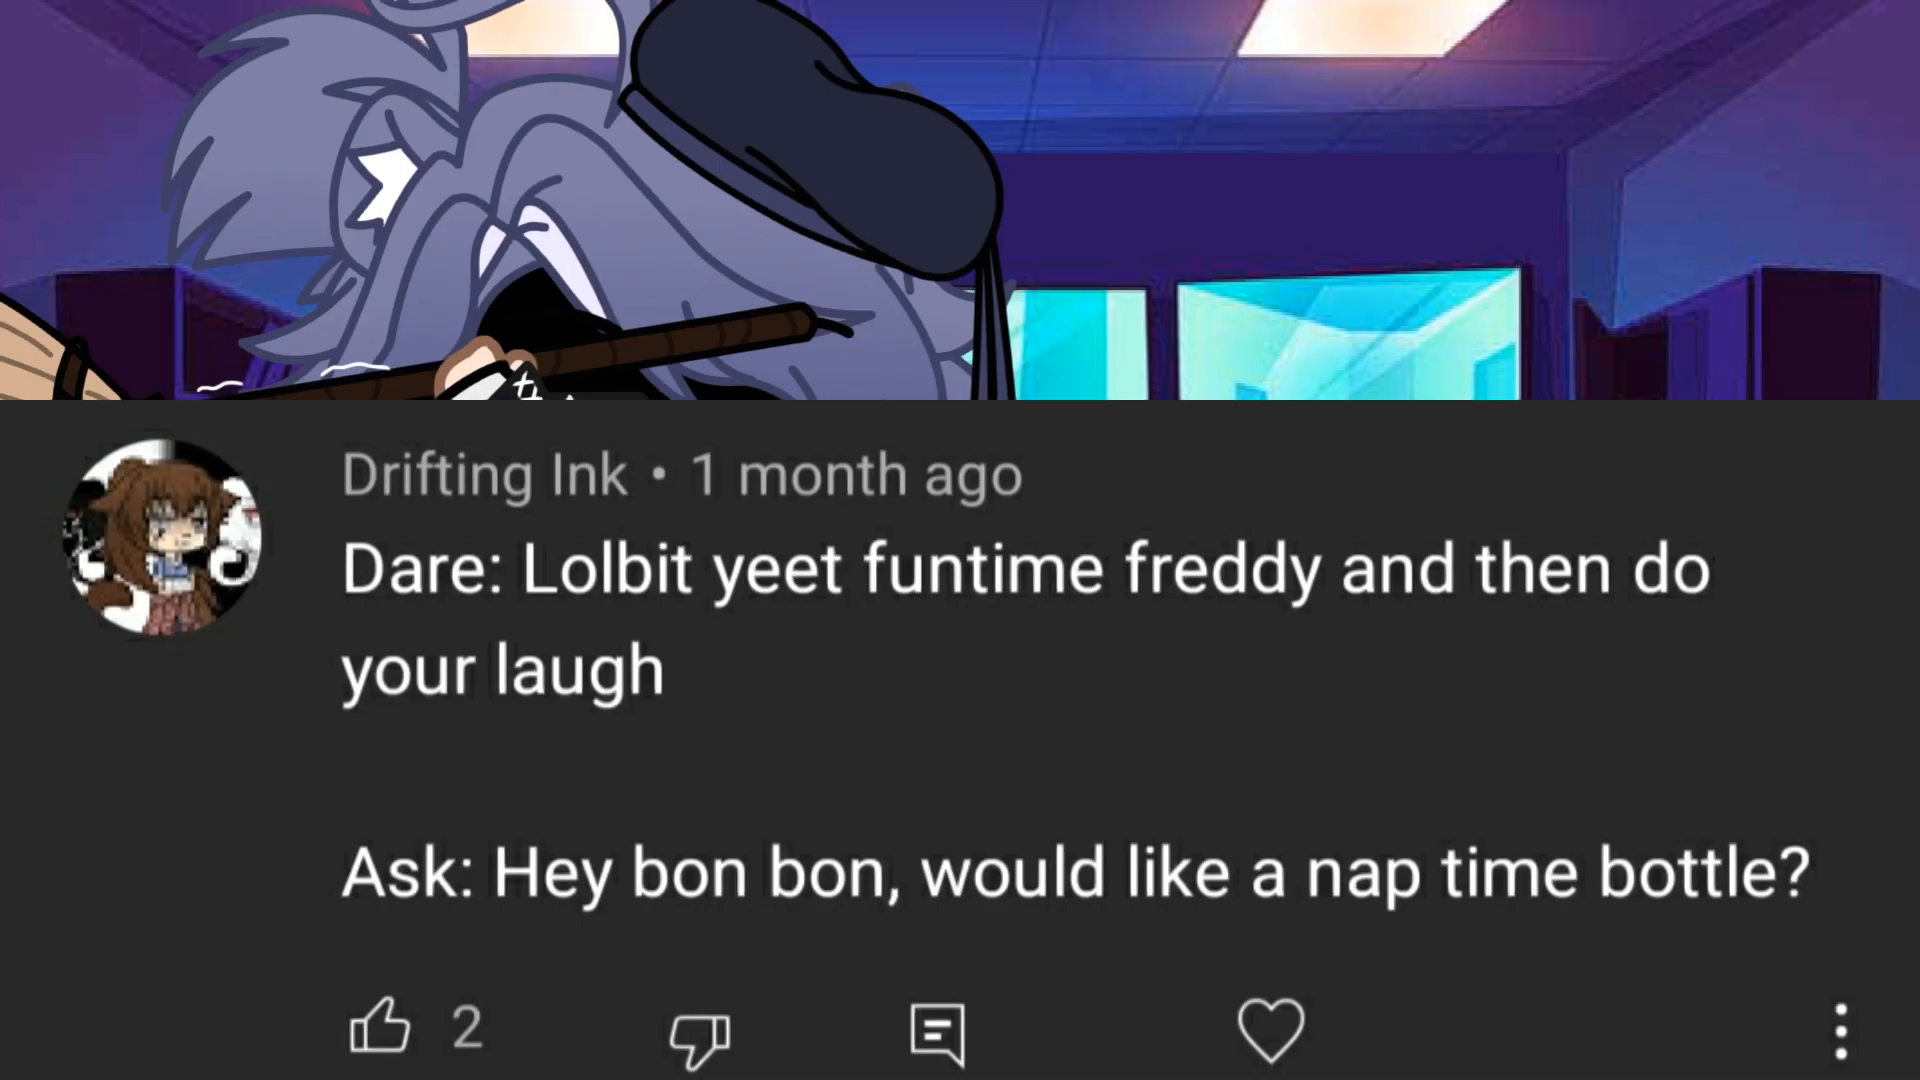 Drifting Ink • 1 month ago
Dare: Lolbit yeet funtime freddy and then do
your laugh
Ask: Hey bon bon, would like a nap time bottle?
2